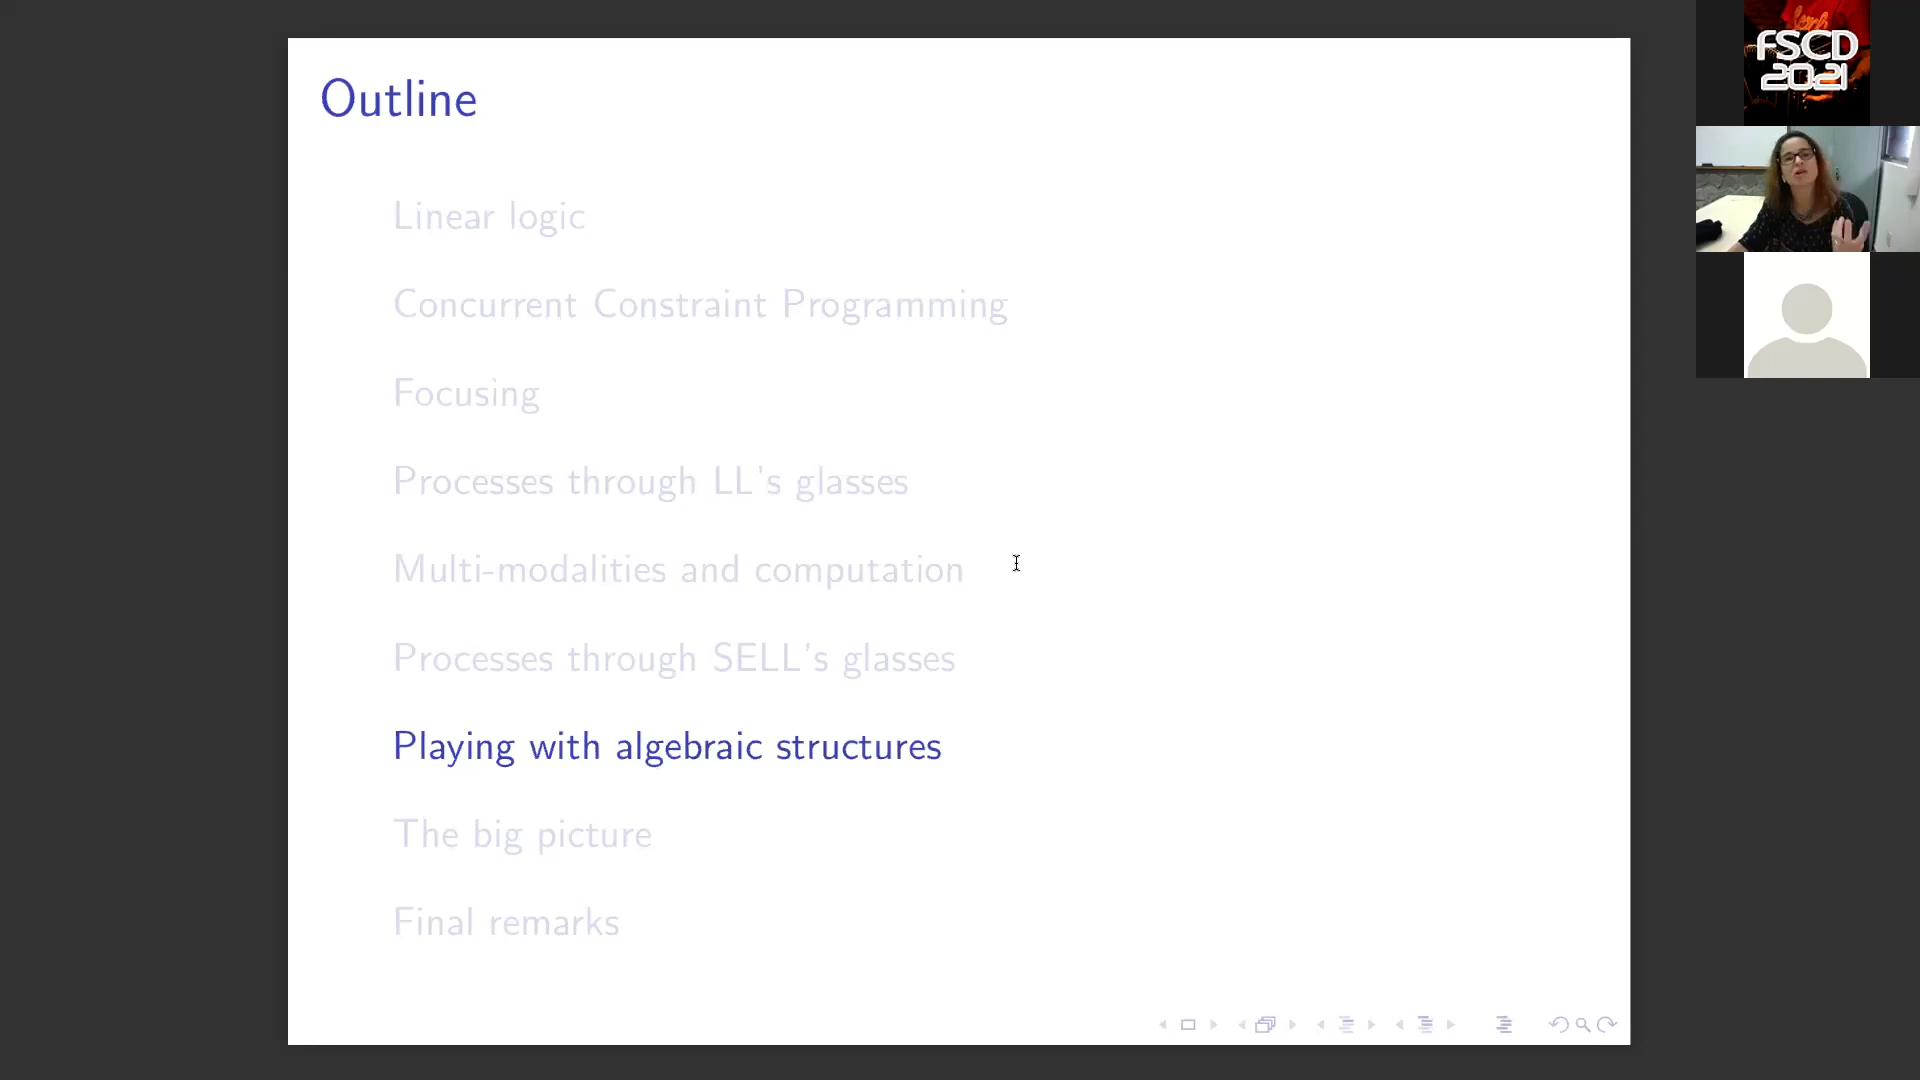 Outline
Linear logic
Concurrent Constraint Programming
Focusing
Processes through LL's glasses
Multi-modalities and computation
Processes through SELL's glasses
Playing with algebraic structures
The big picture
Final remarks
FSCD
2021